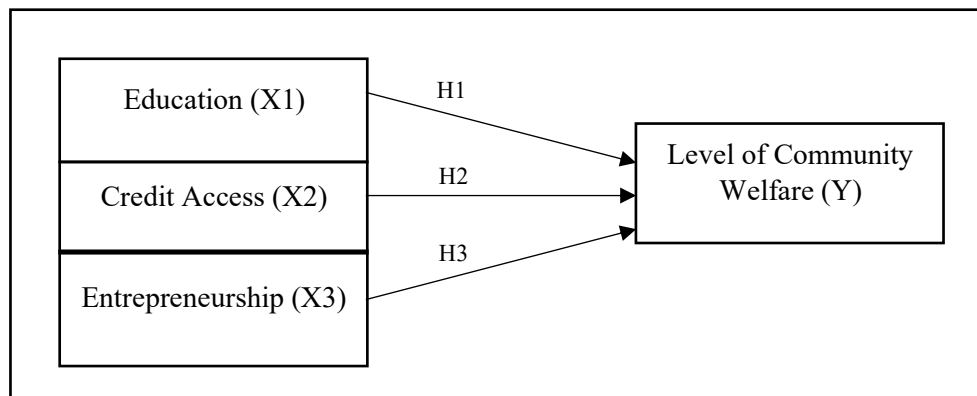 Education (X1)
H1
Credit Access (X2)
H2
Entrepreneurship (X3)
H3
Level of Community
Welfare (Y)